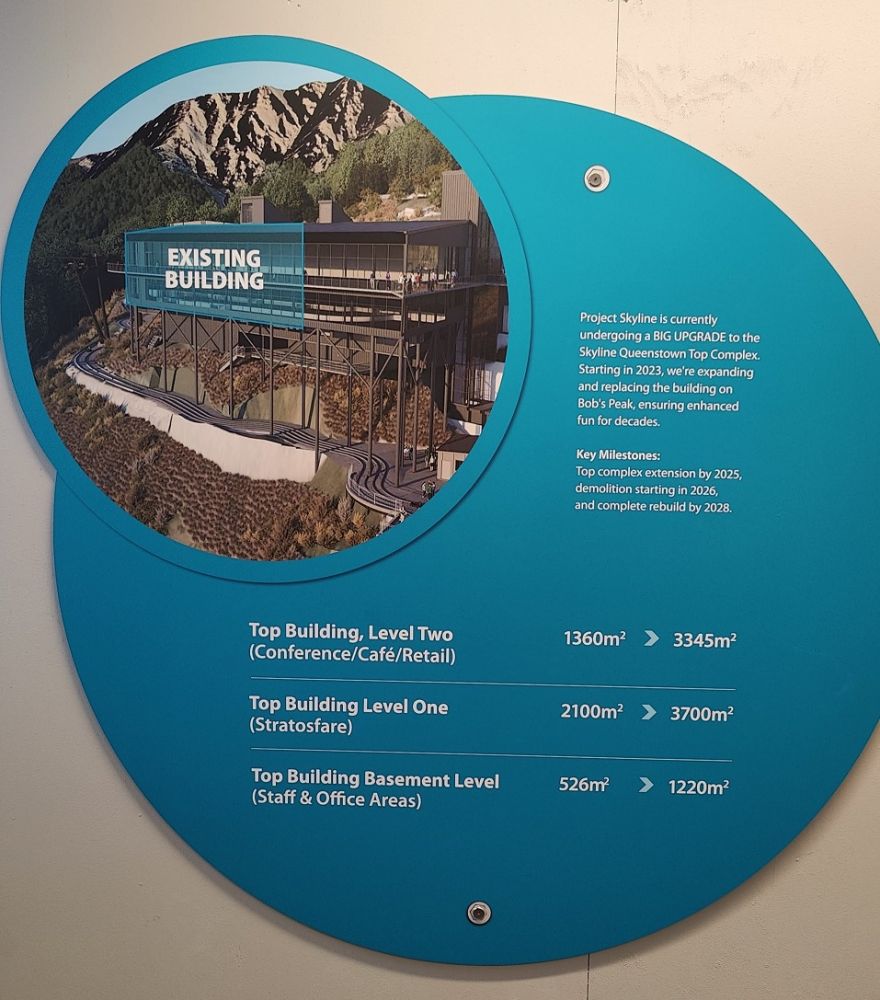 EXISTING
BUILDING
Project Skyline is currently
undergoing a BIG UPGRADE to the
Skyline Queenstown Top Complex.
Starting in 2023, we're expanding
and replacing the building on
Bob's Peak, ensuring enhanced
fun for decades.
Key Milestones:
Top complex extension by 2025,
demolition starting in 2026,
and complete rebuild by 2028.
Top Building, Level Two 1360m² > 3345m²
(Conference/Café/Retail)
Top Building Level One 2100m² > 3700m²
(Stratosfare)
Top Building Basement Level 526m² > 1220m²
(Staff & Office Areas)